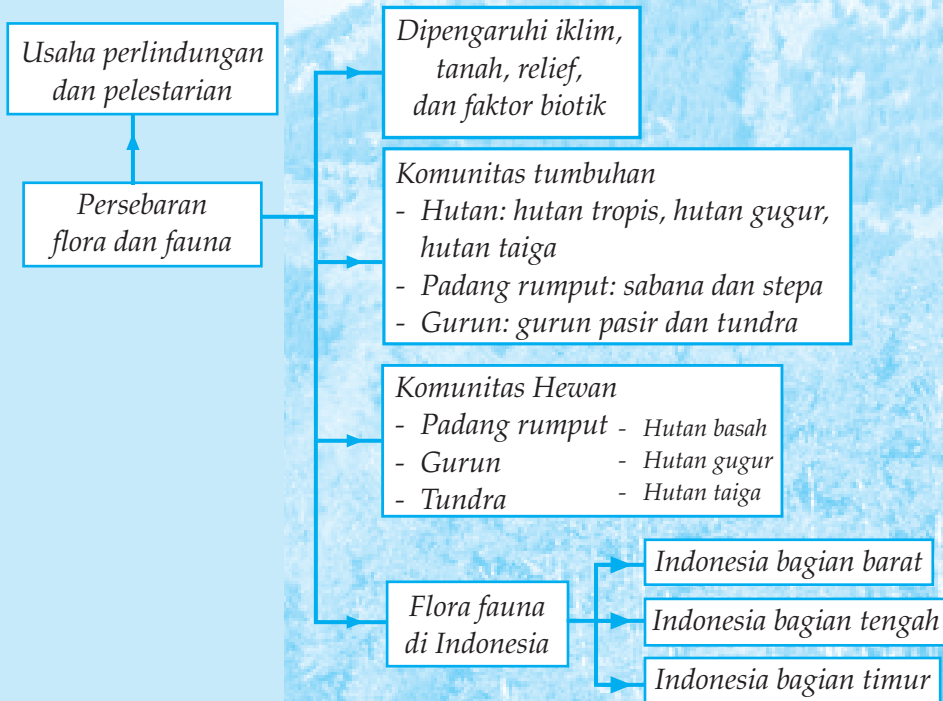 Usaha perlindungan
dan pelestarian
Persebaran
flora dan fauna
Dipengaruhi iklim,
tanah, relief,
dan faktor biotik
Komunitas tumbuhan
- Hutan: hutan tropis, hutan gugur,
hutan taiga
- Padang rumput: sabana dan stepa
- Gurun: gurun pasir dan tundra
Komunitas Hewan
- Padang rumput - Hutan basah
- Gurun - Hutan gugur
- Tundra - Hutan taiga
Flora fauna
di Indonesia
Indonesia bagian barat
Indonesia bagian tengah
Indonesia bagian timur